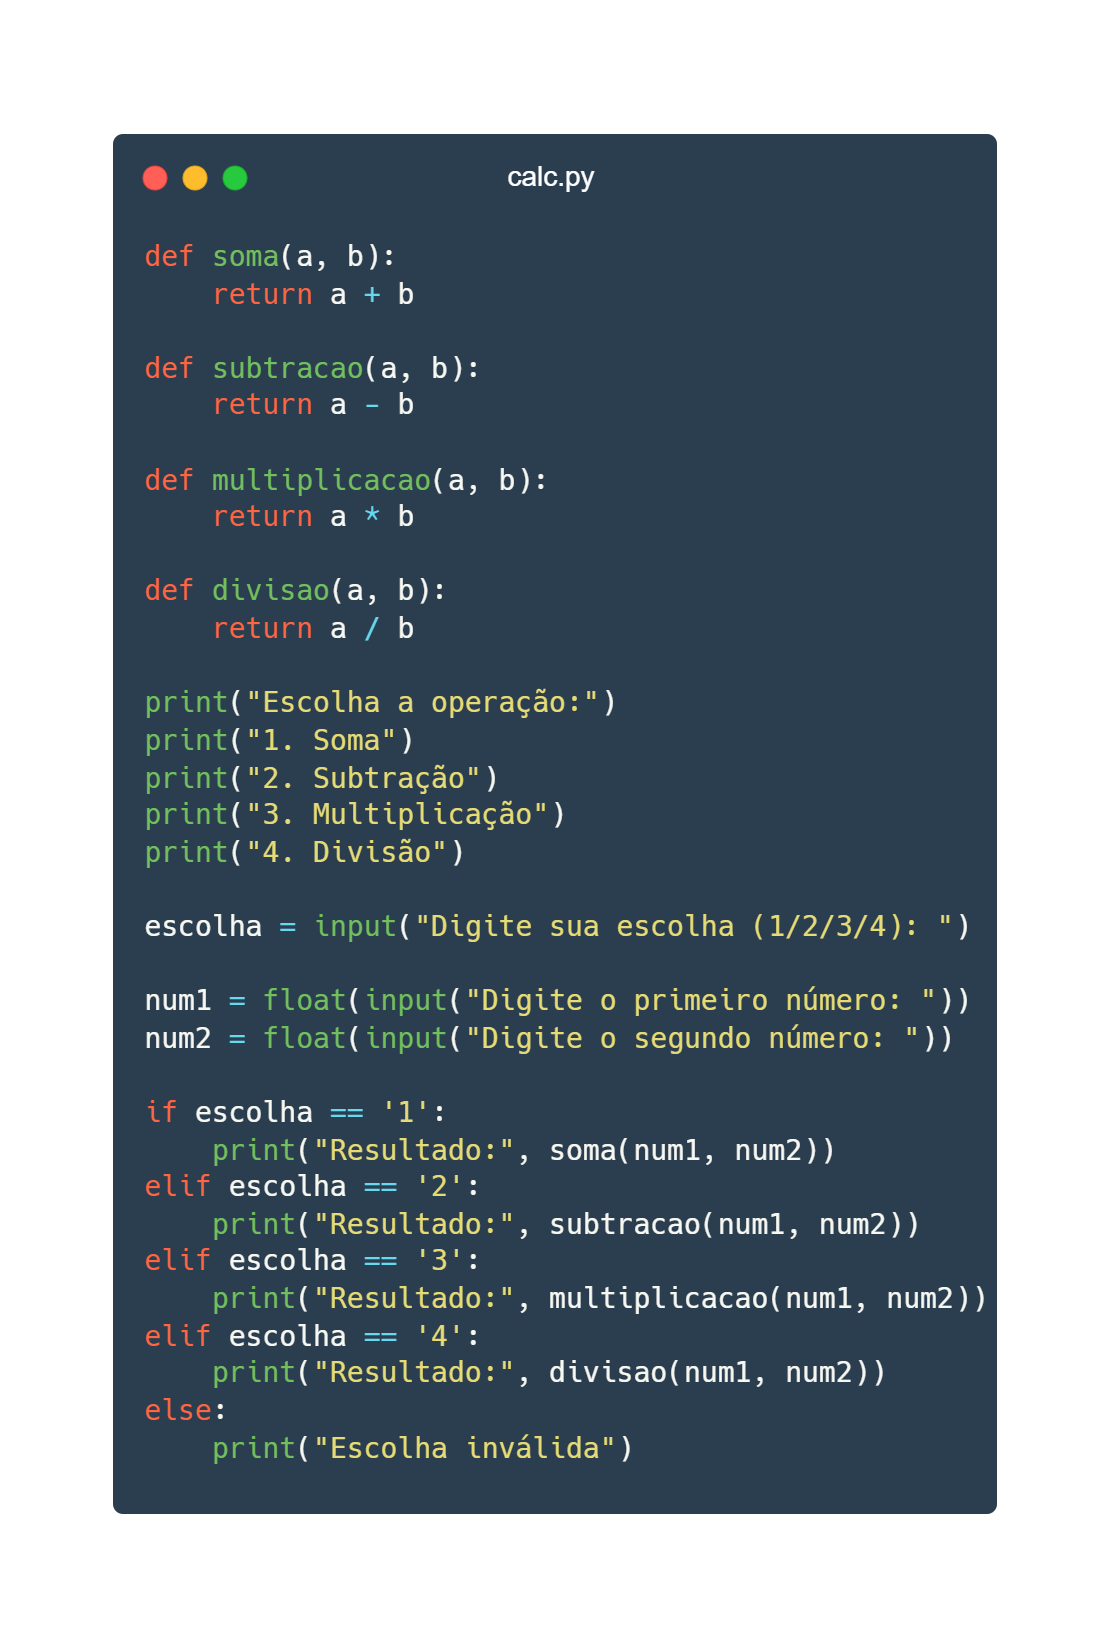 calc.py
def soma(a, b):
    return a + b
def subtracao(a, b):
    return a - b
def multiplicacao(a, b):
    return a * b
def divisao(a, b):
    return a / b
print("Escolha a operação:")
print("1. Soma")
print("2. Subtração")
print("3. Multiplicação")
print("4. Divisão")
escolha = input("Digite sua escolha (1/2/3/4): ")
num1 = float(input("Digite o primeiro número: "))
num2 = float(input("Digite o segundo número: "))
if escolha == '1':
    print("Resultado:", soma(num1, num2))
elif escolha == '2':
    print("Resultado:", subtracao(num1, num2))
elif escolha == '3':
    print("Resultado:", multiplicacao(num1, num2))
elif escolha == '4':
    print("Resultado:", divisao(num1, num2))
else:
    print("Escolha inválida")